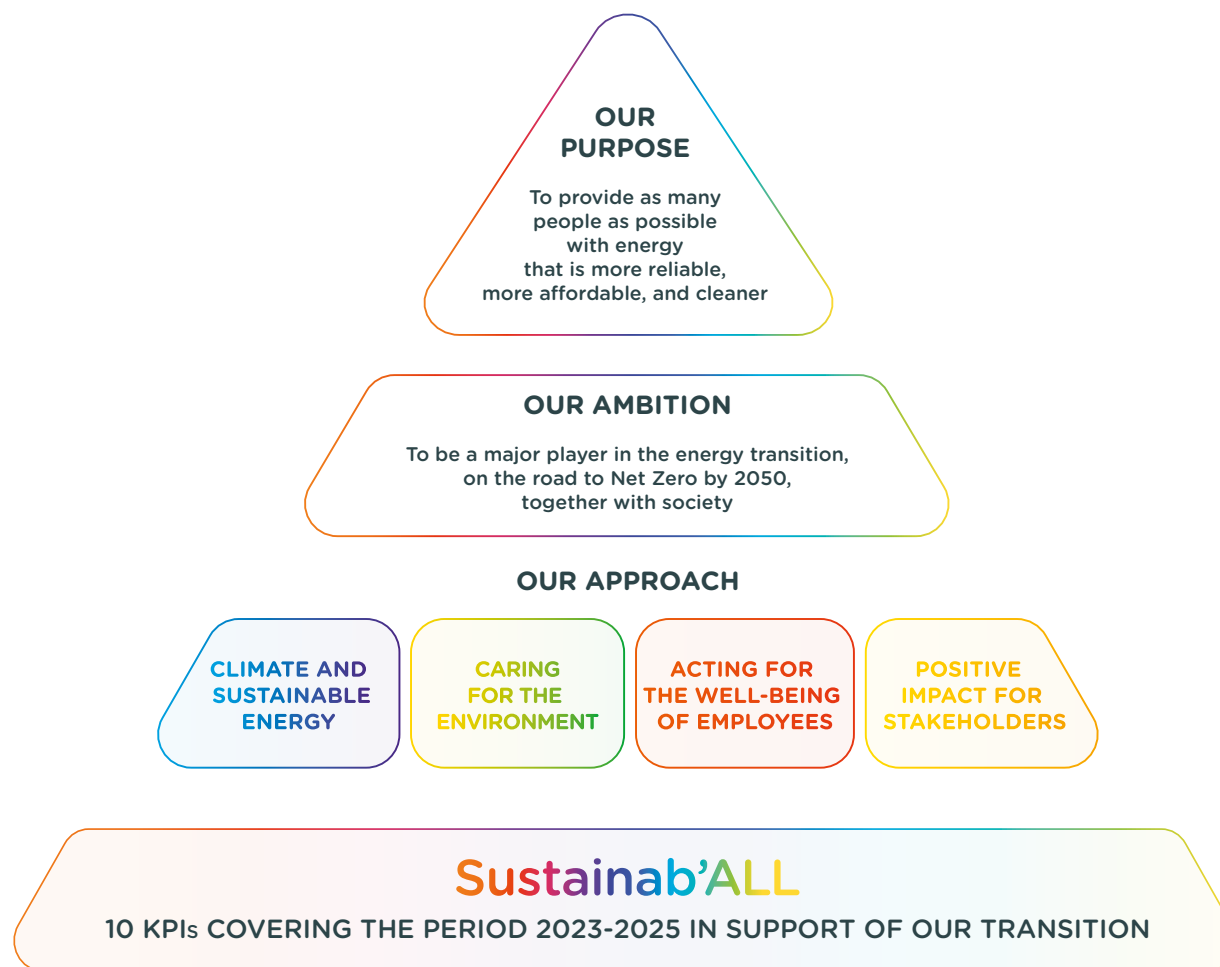 OUR
PURPOSE
To provide as many
people as possible
with energy
that is more reliable,
more affordable, and cleaner
OUR AMBITION
To be a major player in the energy transition,
on the road to Net Zero by 2050,
together with society
OUR APPROACH
CLIMATE AND
SUSTAINABLE
ENERGY
CARING
FOR THE
ENVIRONMENT
ACTING FOR
THE WELL-BEING
OF EMPLOYEES
POSITIVE
IMPACT FOR
STAKEHOLDERS
Sustainab'ALL
10 KPIs COVERING THE PERIOD 2023-2025 IN SUPPORT OF OUR TRANSITION